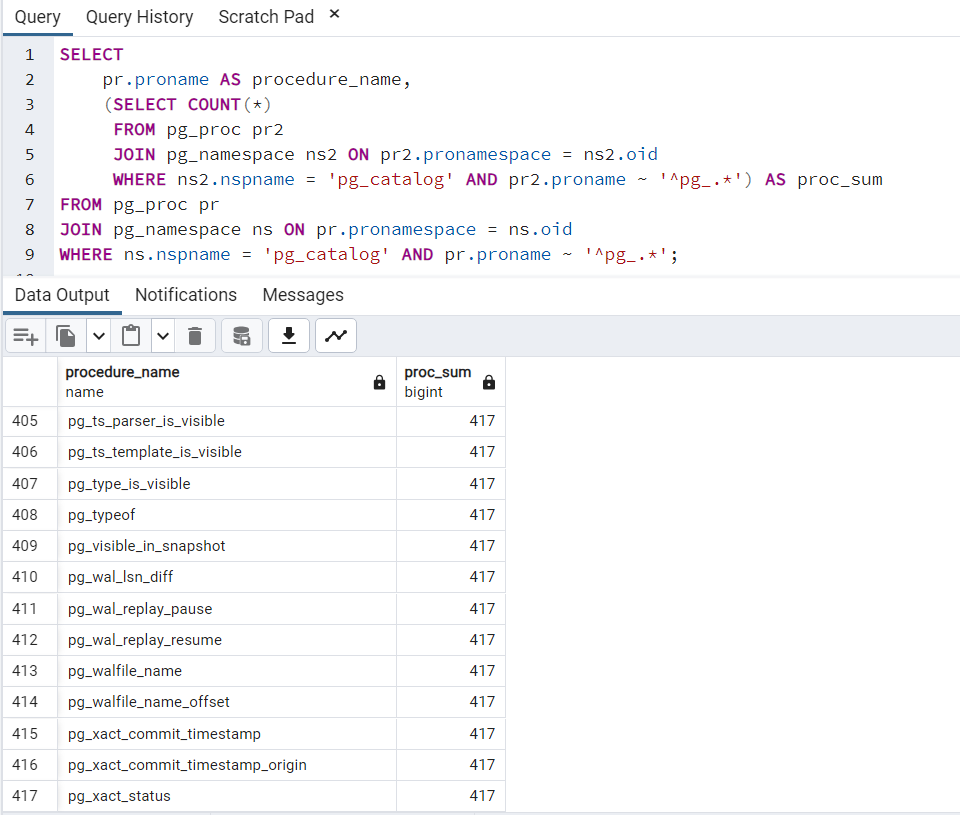 Query Query History Scratch Pad ×
1 SELECT
2 pr.proname AS procedure_name,
3 (SELECT COUNT(*)
4 FROM pg_proc pr2
5 JOIN pg_namespace ns2 ON pr2.pronamespace = ns2.oid
6 WHERE ns2.nspname = 'pg_catalog' AND pr2.proname ~ '^pg_.*') AS proc_sum
7 FROM pg_proc pr
8 JOIN pg_namespace ns ON pr.pronamespace = ns.oid
9 WHERE ns.nspname = 'pg_catalog' AND pr.proname ~ '^pg_.*';
Data Output Notifications Messages
procedure_name proc_sum
name bigint
405 pg_ts_parser_is_visible 417
406 pg_ts_template_is_visible 417
407 pg_type_is_visible 417
408 pg_typeof 417
409 pg_visible_in_snapshot 417
410 pg_wal_lsn_diff 417
411 pg_wal_replay_pause 417
412 pg_wal_replay_resume 417
413 pg_walfile_name 417
414 pg_walfile_name_offset 417
415 pg_xact_commit_timestamp 417
416 pg_xact_commit_timestamp_origin 417
417 pg_xact_status 417